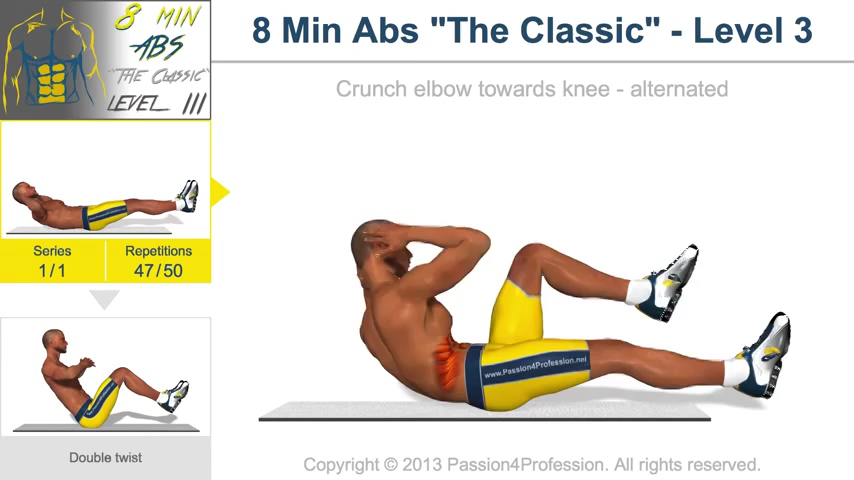 8 MIN
ABS
"THE CLASSIC"
LEVEL III
8 Min Abs "The Classic" - Level 3
Crunch elbow towards knee - alternated
Series
1/1
Repetitions
47/50
www.Passion4Profession.net
Double twist
Copyright © 2013 Passion4Profession. All rights reserved.